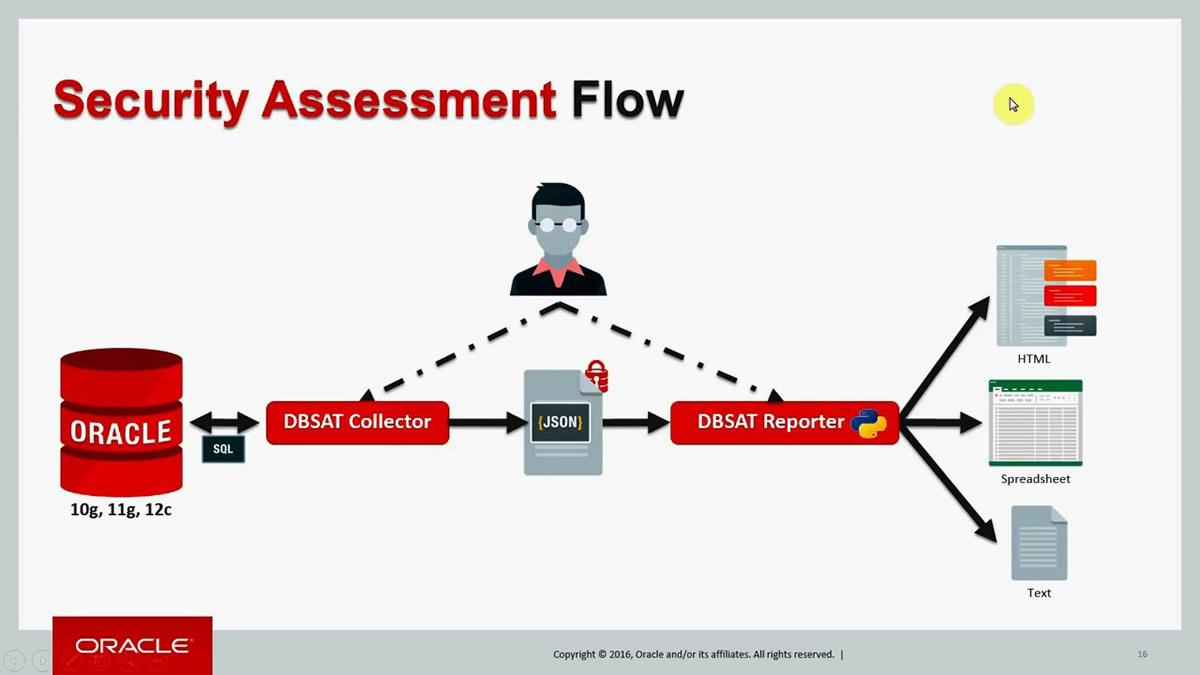 Security Assessment Flow
ORACLE
10g, 11g, 12c
SQL
DBSAT Collector
{JSON}
DBSAT Reporter
HTML
Spreadsheet
Text
ORACLE
Copyright © 2016, Oracle and/or its affiliates. All rights reserved. |
16